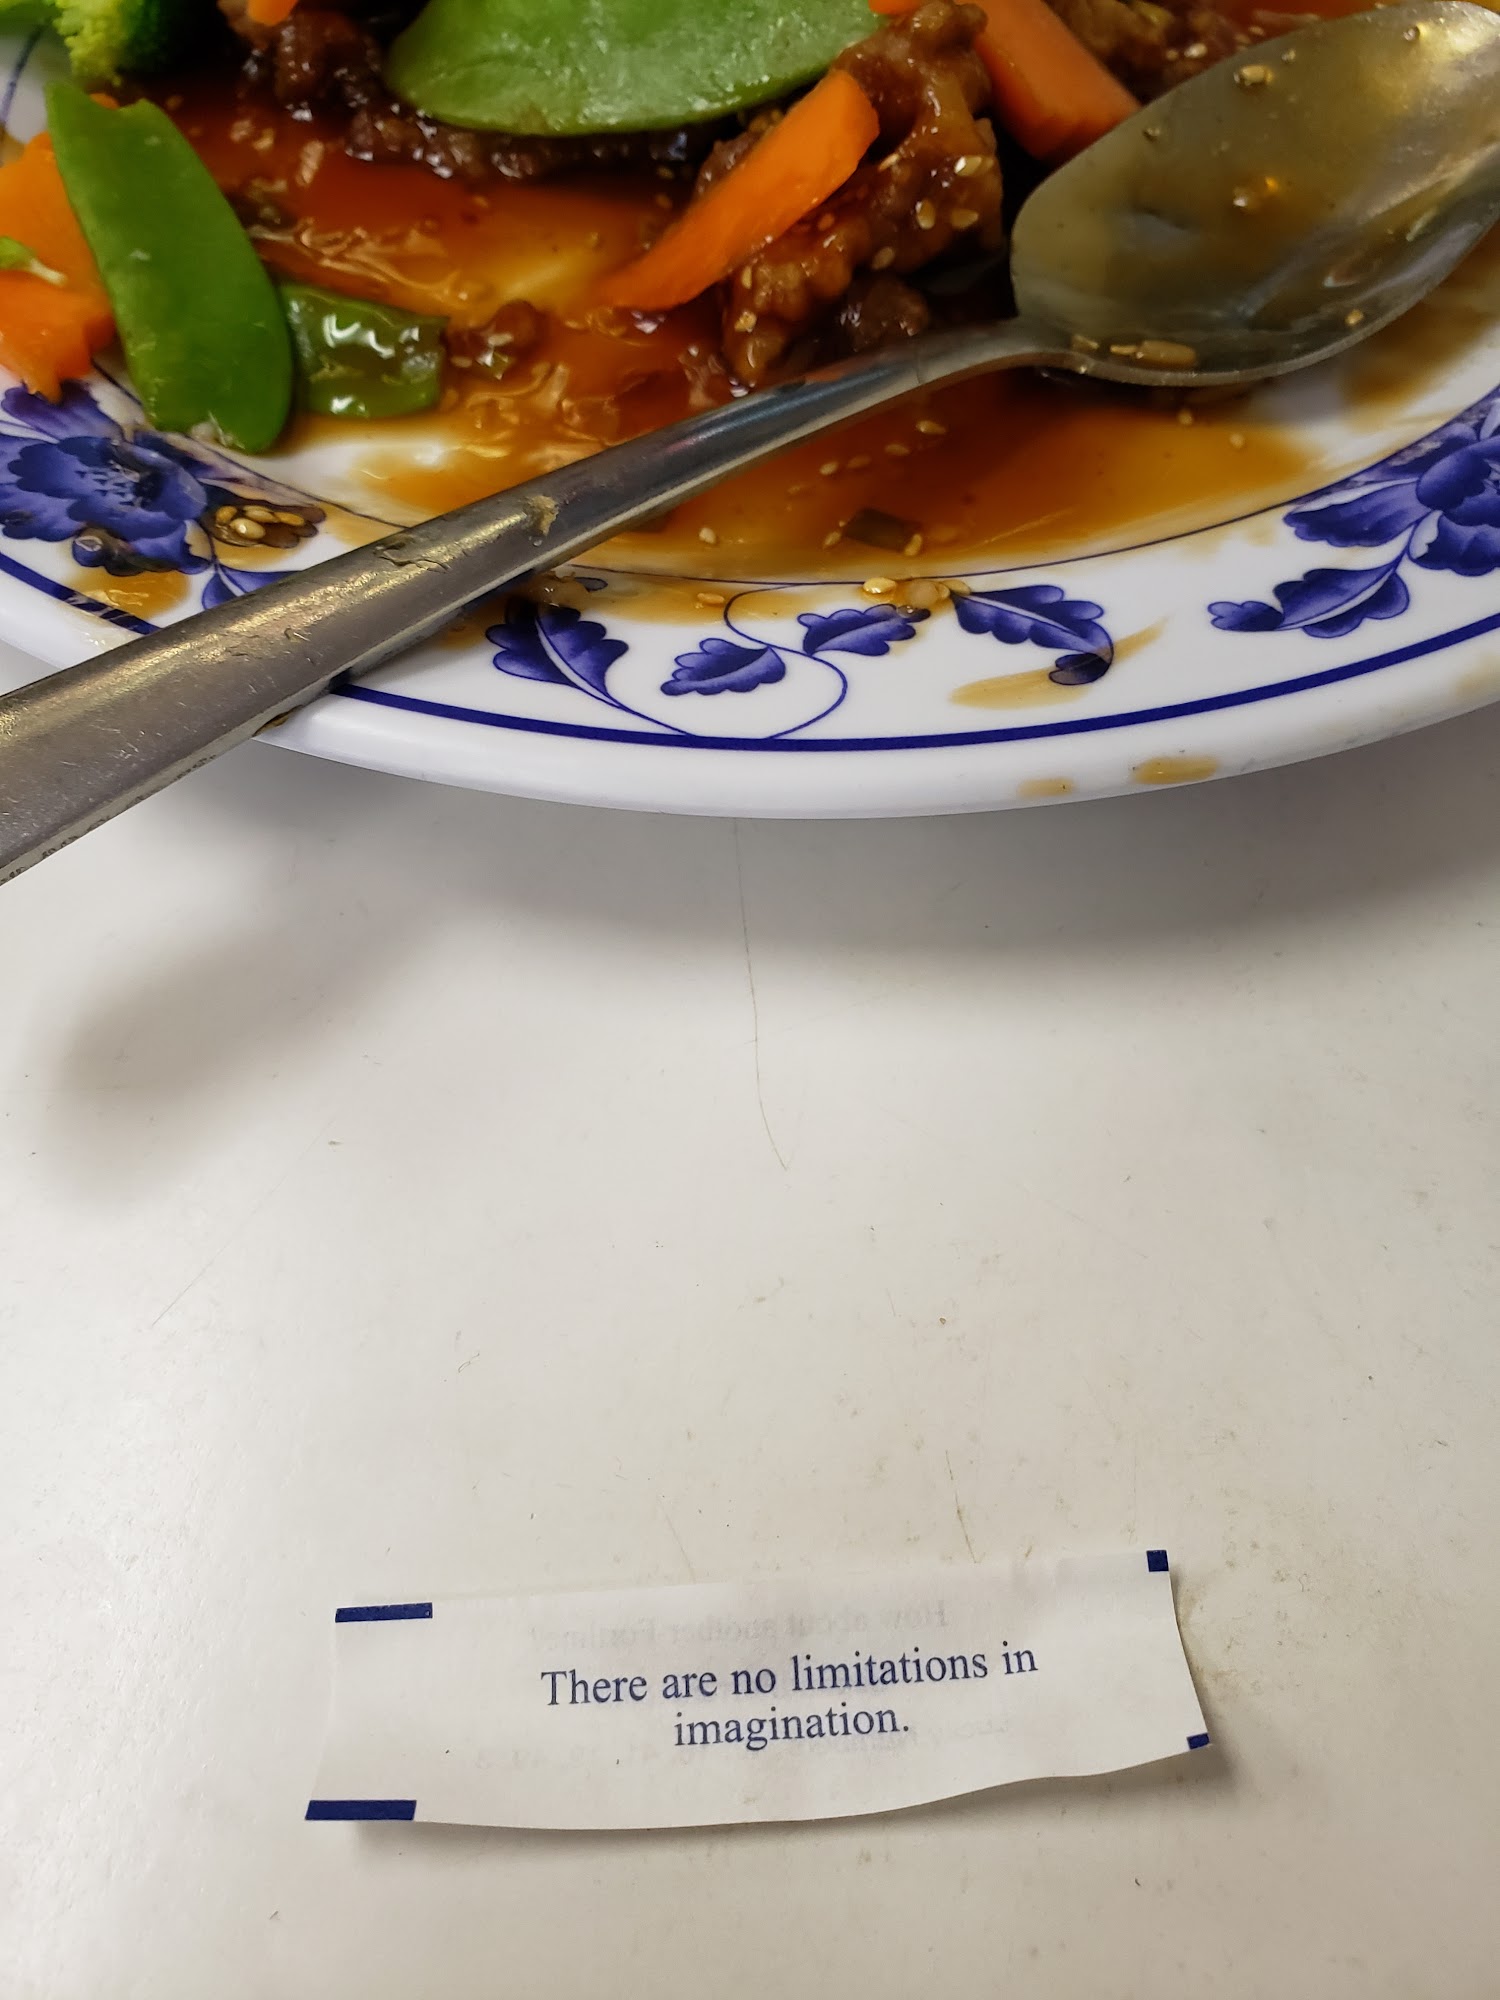 There are no limitations in
imagination.